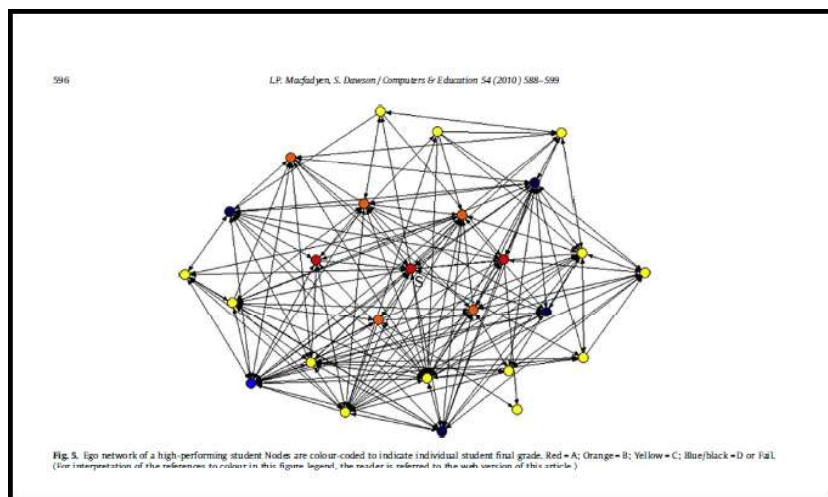 596
L.P. Macfadyen, S. Dawson / Computers & Education 54 (2010) 588–599
Fig. 5. Ego network of a high-performing student Nodes are colour-coded to indicate individual student final grade. Red = A; Orange = B; Yellow = C; Blue/black = D or Fail.
(For interpretation of the references to colour in this figure legend, the reader is referred to the web version of this article.)